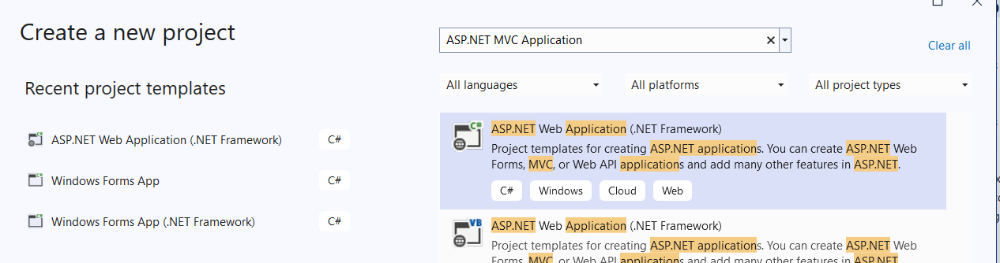 Create a new project
ASP.NET MVC Application
Clear all
Recent project templates
All languages
All platforms
All project types
ASP.NET Web Application (.NET Framework)
C#
Windows Forms App
C#
Windows Forms App (.NET Framework)
C#
C#
ASP.NET Web Application (.NET Framework)
Project templates for creating ASP.NET applications. You can create ASP.NET Web
Forms, MVC, or Web API applications and add many other features in ASP.NET.
C#
Windows
Cloud
Web
VB
ASP.NET Web Application (.NET Framework)
Project templates for creating ASP.NET applications. You can create ASP.NET Web
Forms, MVC, or Web API applications and add many other features in ASP.NET.